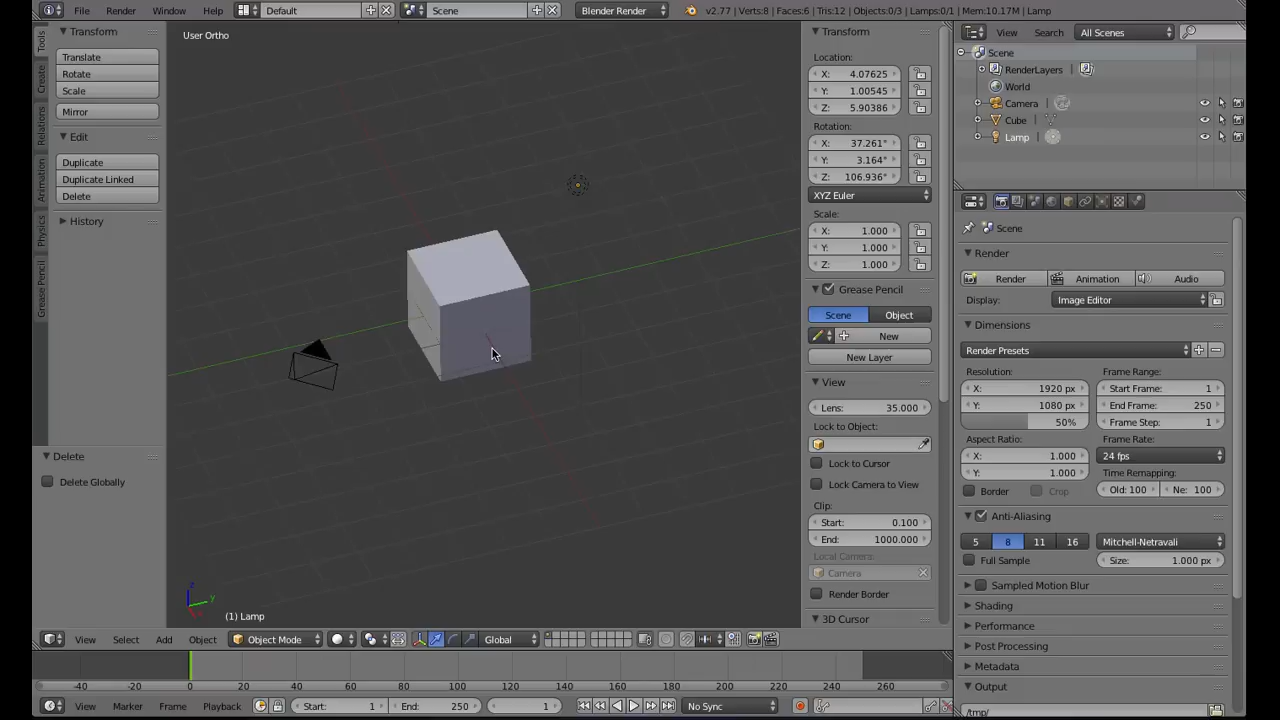 File Render Window Help Default Scene Blender Render v2.77 | Verts:8 | Faces:6 | Tris:12 | Objects:0/3 | Lamps:0/1 | Mem:10.17M | Lamp
Tools
Create
Relations
Animation
Physics
Grease Pencil
Transform
Translate
Rotate
Scale
Mirror
Edit
Duplicate
Duplicate Linked
Delete
History
Delete
Delete Globally
User Ortho
(1) Lamp
Transform
Location:
X: 4.07625
Y: 1.00545
Z: 5.90386
Rotation:
X: 37.261°
Y: 3.164°
Z: 106.936°
XYZ Euler
Scale:
X: 1.000
Y: 1.000
Z: 1.000
Grease Pencil
Scene Object
New
New Layer
View
Lens: 35.000
Lock to Object:
Lock to Cursor
Lock Camera to View
Clip:
Start: 0.100
End: 1000.000
Local Camera:
Camera
Render Border
3D Cursor
View Search All Scenes
Scene
RenderLayers
World
Camera
Cube
Lamp
Scene
Render
Render Animation Audio
Display: Image Editor
Dimensions
Render Presets
Resolution: Frame Range:
X: 1920 px Start Frame: 1
Y: 1080 px End Frame: 250
50% Frame Step: 1
Aspect Ratio: Frame Rate:
X: 1.000 24 fps
Y: 1.000 Time Remapping:
Border Crop Old: 100 Ne: 100
Anti-Aliasing
5 8 11 16 Mitchell-Netravali
Full Sample Size: 1.000 px
Sampled Motion Blur
Shading
Performance
Post Processing
Metadata
Output
/tmp/
View Select Add Object Object Mode Global
-40 -20 0 20 40 60 80 100 120 140 160 180 200 220 240 260
View Marker Frame Playback Start: 1 End: 250 1 No Sync